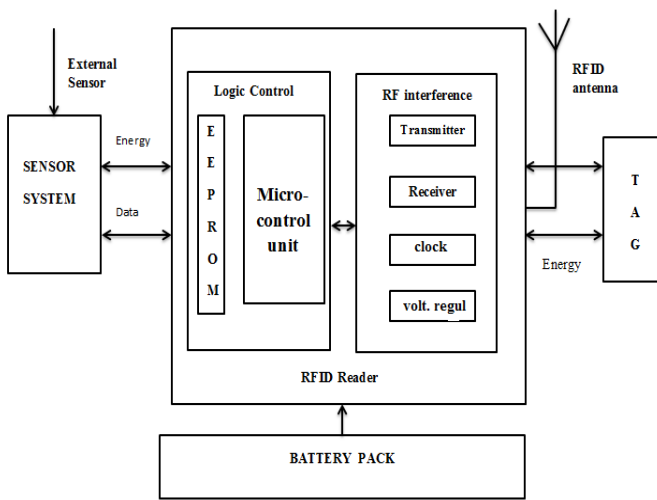 External
Sensor
SENSOR
SYSTEM
Energy
Data
Logic Control
E
E
P
R
O
M
Micro-
control
unit
RF interference
Transmitter
Receiver
clock
volt. regul
RFID Reader
RFID
antenna
T
A
G
Energy
BATTERY PACK